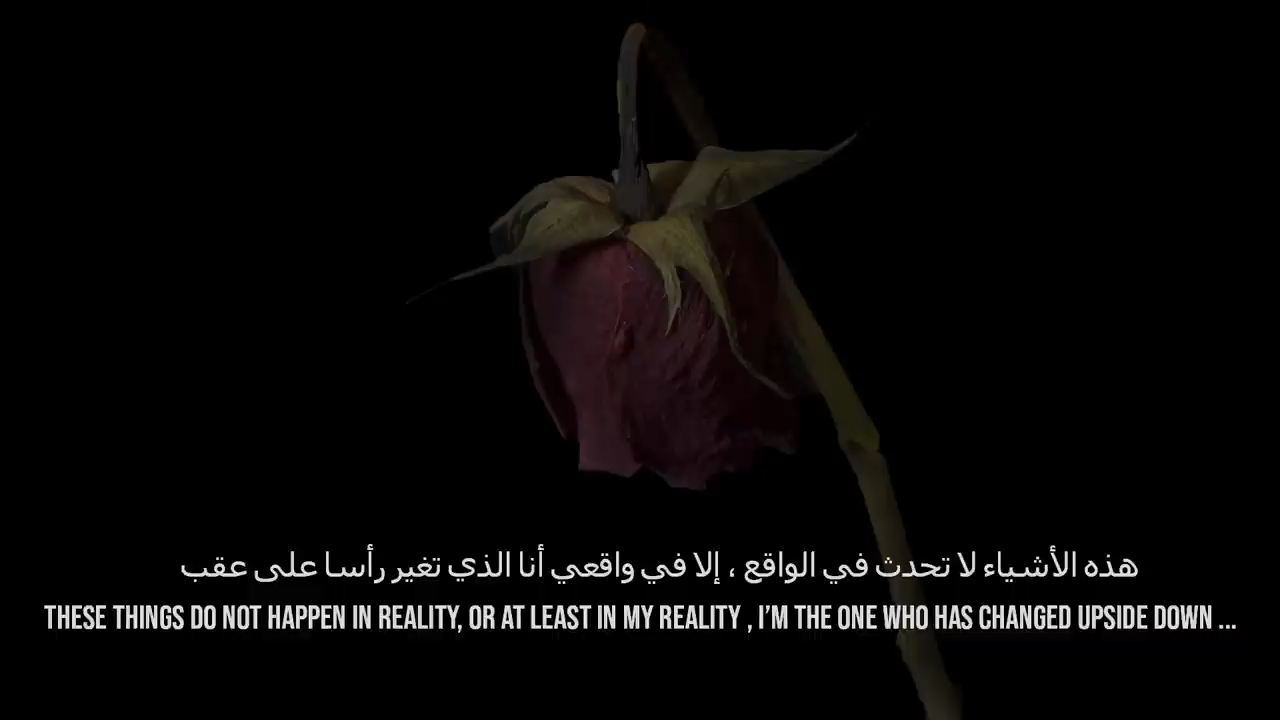 هذه الأشياء لا تحدث في الواقع ، إلا في واقعي أنا الذي تغير رأسا على عقب
THESE THINGS DO NOT HAPPEN IN REALITY, OR AT LEAST IN MY REALITY , I'M THE ONE WHO HAS CHANGED UPSIDE DOWN ...